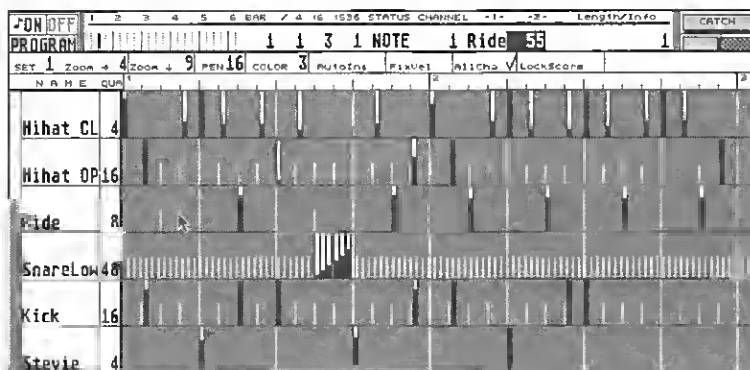 ♪ON OFF 1 2 3 4 5 6 BAR / 4 16 1536 STATUS CHANNEL -1- -2- Length/Info CATCH
PROGRAM 1 1 3 1 NOTE 1 Ride 55 1
SET 1 Zoom → 4 Zoom ↓ 9 PEN 16 COLOR 3 AutoIns FixVel AllCha √ LockScore
NAME QUA 1 2 3
Hihat CL 4
Hihat OP 16
Ride 8
SnareLow 48
Kick 16
Stevie 4